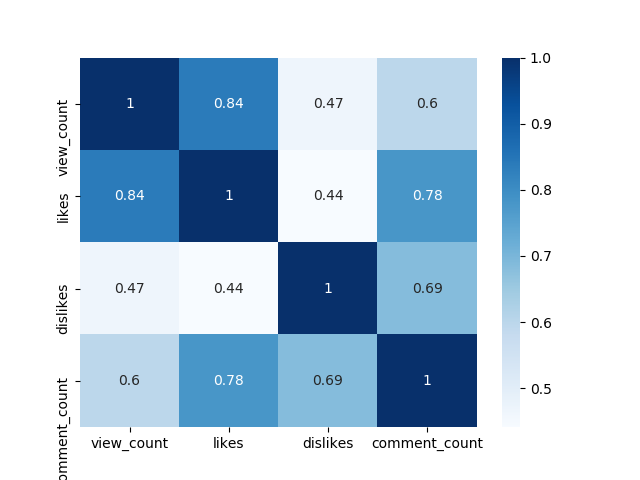 view_count
1
0.84
0.47
0.6
likes
0.84
1
0.44
0.78
dislikes
0.47
0.44
1
0.69
omment_count
0.6
0.78
0.69
1
view_count
likes
dislikes
comment_count
1.0
0.9
0.8
0.7
0.6
0.5